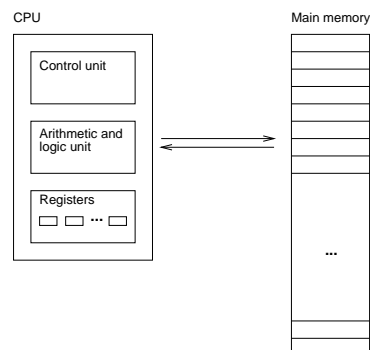 CPU
Main memory
Control unit
Arithmetic and
logic unit
Registers
...
...